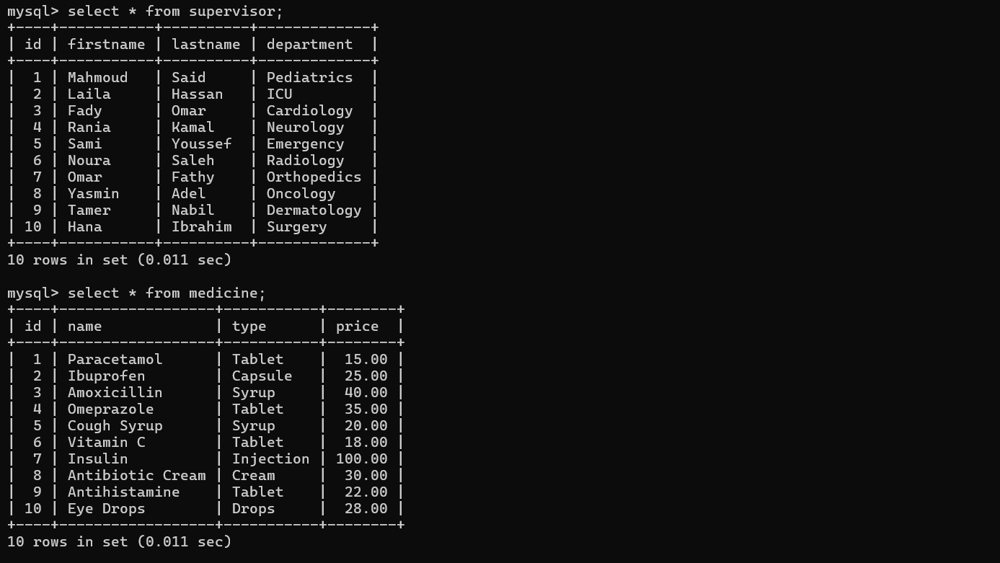 mysql> select * from supervisor;
+----+-----------+----------+-------------+
| id | firstname | lastname | department  |
+----+-----------+----------+-------------+
|  1 | Mahmoud   | Said     | Pediatrics  |
|  2 | Laila     | Hassan   | ICU         |
|  3 | Fady      | Omar     | Cardiology  |
|  4 | Rania     | Kamal    | Neurology   |
|  5 | Sami      | Youssef  | Emergency   |
|  6 | Noura     | Saleh    | Radiology   |
|  7 | Omar      | Fathy    | Orthopedics |
|  8 | Yasmin    | Adel     | Oncology    |
|  9 | Tamer     | Nabil    | Dermatology |
| 10 | Hana      | Ibrahim  | Surgery     |
+----+-----------+----------+-------------+
10 rows in set (0.011 sec)

mysql> select * from medicine;
+----+------------------+-----------+--------+
| id | name             | type      | price  |
+----+------------------+-----------+--------+
|  1 | Paracetamol      | Tablet    |  15.00 |
|  2 | Ibuprofen        | Capsule   |  25.00 |
|  3 | Amoxicillin      | Syrup     |  40.00 |
|  4 | Omeprazole       | Tablet    |  35.00 |
|  5 | Cough Syrup      | Syrup     |  20.00 |
|  6 | Vitamin C        | Tablet    |  18.00 |
|  7 | Insulin          | Injection | 100.00 |
|  8 | Antibiotic Cream | Cream     |  30.00 |
|  9 | Antihistamine    | Tablet    |  22.00 |
| 10 | Eye Drops        | Drops     |  28.00 |
+----+------------------+-----------+--------+
10 rows in set (0.011 sec)